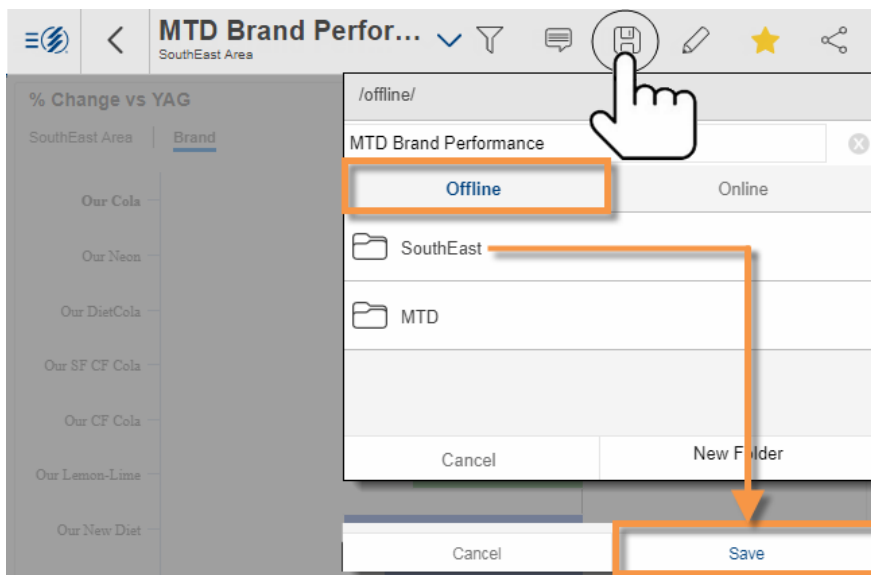 MTD Brand Perfor...
SouthEast Area
% Change vs YAG
SouthEast Area | Brand
Our Cola
Our Neon
Our DietCola
Our SF CF Cola
Our CF Cola
Our Lemon-Lime
Our New Diet
/offline/
MTD Brand Performance
Offline Online
SouthEast
MTD
Cancel New Folder
Cancel Save